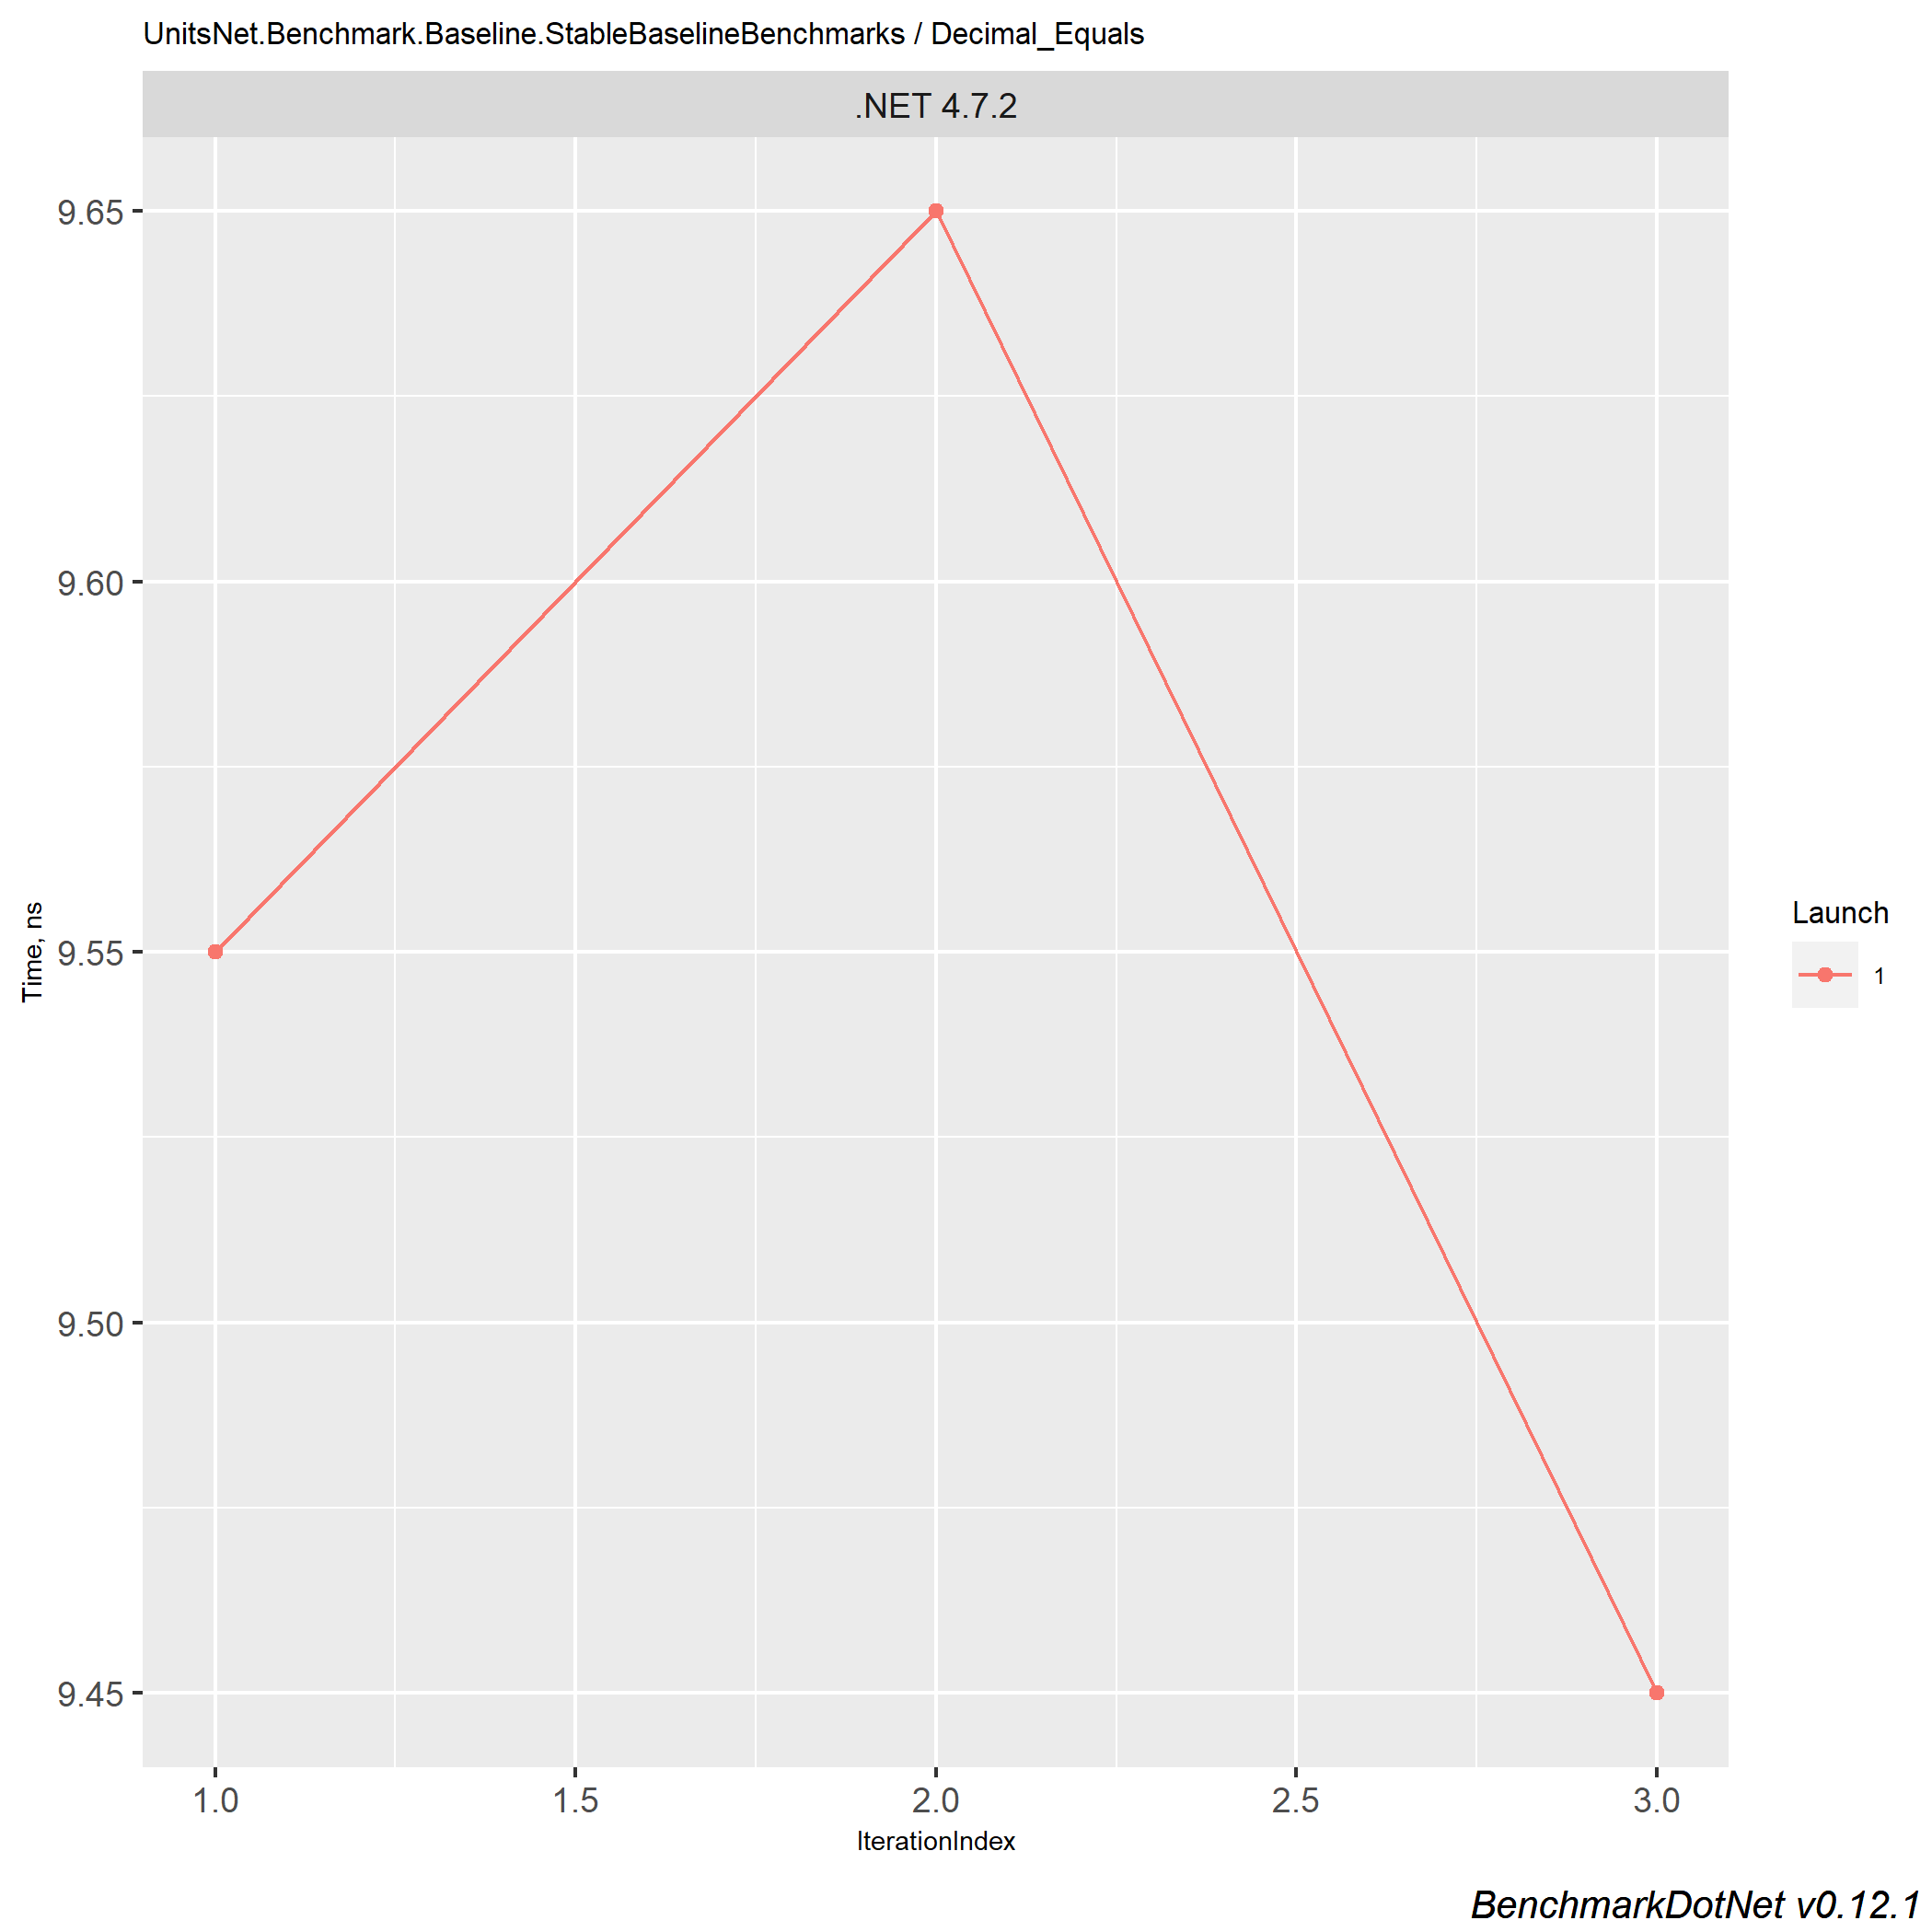 UnitsNet.Benchmark.Baseline.StableBaselineBenchmarks / Decimal_Equals
.NET 4.7.2
9.65
9.60
9.55
9.50
9.45
Time, ns
1.0 1.5 2.0 2.5 3.0
IterationIndex
Launch
1
BenchmarkDotNet v0.12.1